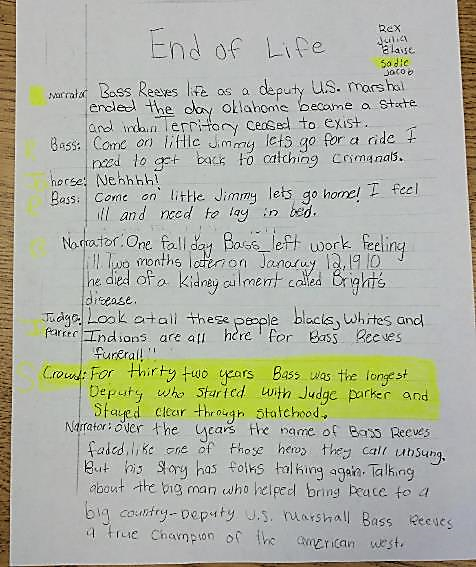 End of Life
Rex
Julia
Blaise
Sadie
Jacob
Narrator Bass Reeves life as a deputy U.S. marshal
ended the day Oklahome became a state
and indain Territory ceased to exist.
Bass: Come on little Jimmy lets go for a ride I
need to get back to catching crimanals.
horse: Nehhhh!
Bass: Come on little Jimmy lets go home! I feel
ill and need to lay in bed.
Narrator: One fall day Bass left work feeling
ill Two months later on Janaruy 12, 1910
he died of a kidney ailment called Bright's
disease.
Judge Parker: Look at all these people blacks, whites and
Indians are all here for Bass Reeves
funerall!!
S Crowd: For thirty two years Bass was the longest
Deputy who started with Judge parker and
Stayed clear through statehood.
Narrator: over the years the name of Bass Reeves
faded, like one of those heros they call unsung.
But his story has folks talking again. Talking
about the big man who helped bring peace to a
big country-Deputy U.S. Marshall Bass Reeves
a true champion of the american west.